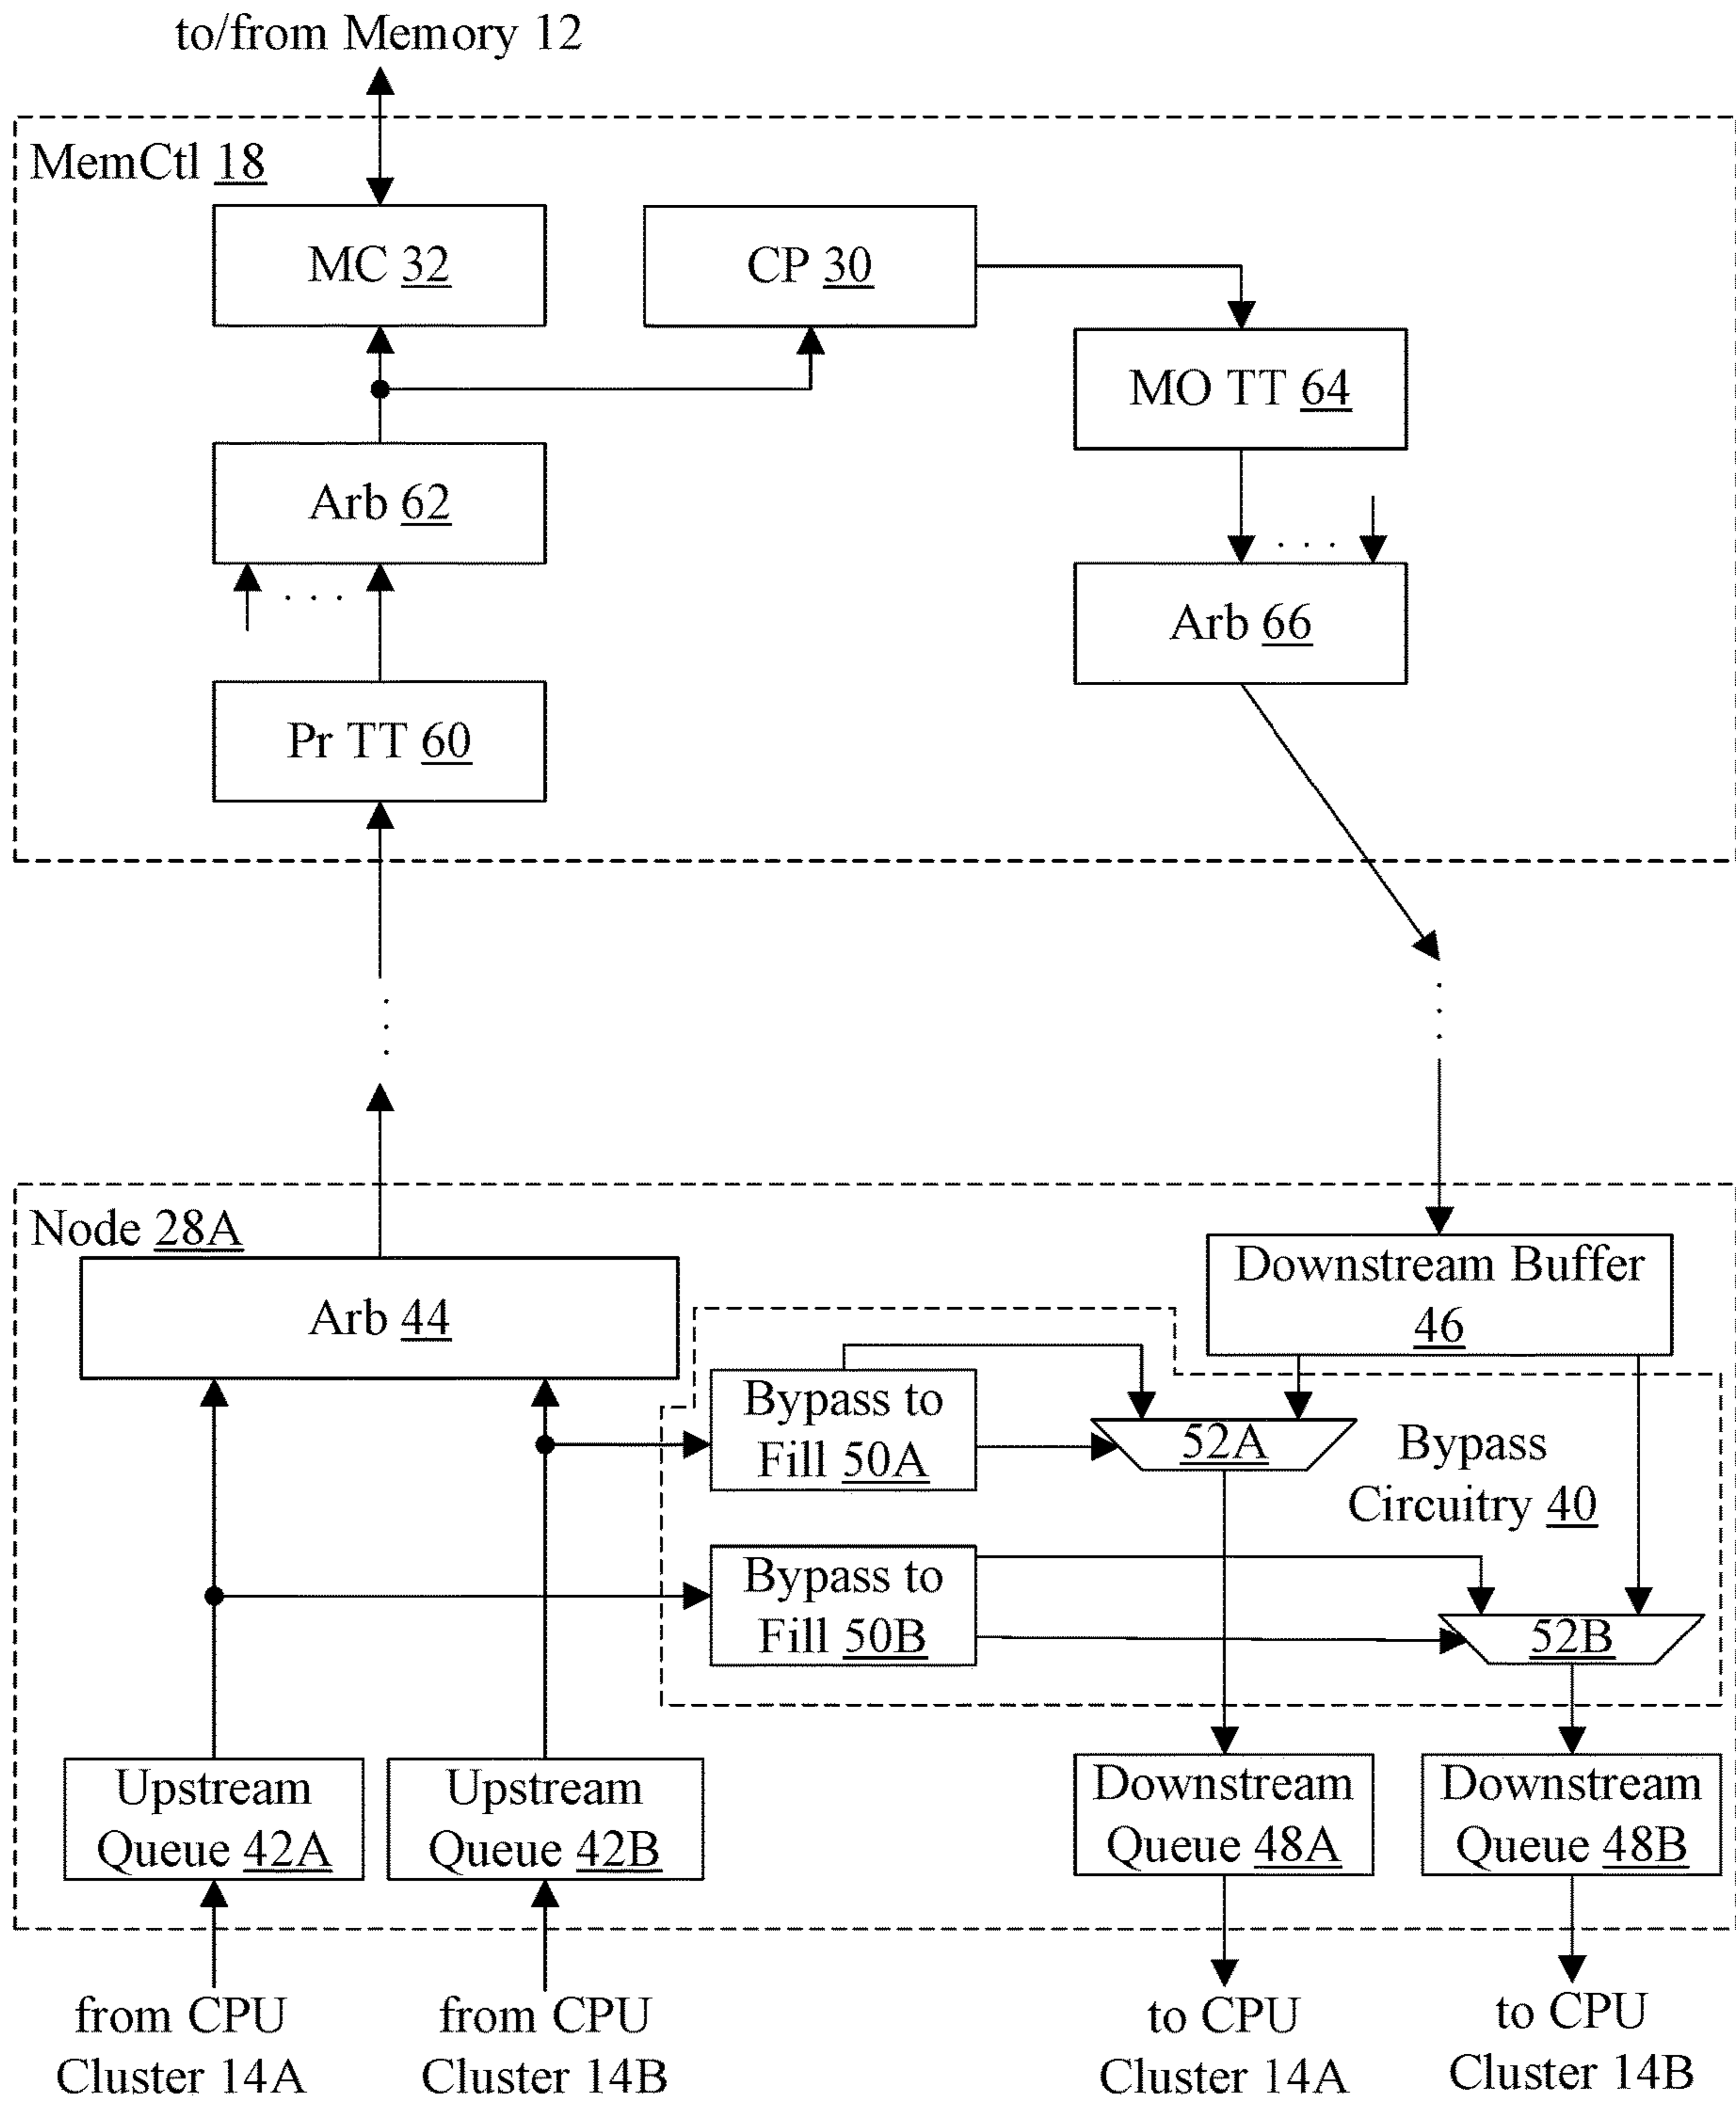 to/from Memory 12
MemCtl 18
MC 32
CP 30
MO TT 64
Arb 62
. . .
. . .
Arb 66
Pr TT 60
Node 28A
Downstream Buffer
46
Arb 44
Bypass to
Fill 50A
52A
Bypass
Circuitry 40
Bypass to
Fill 50B
52B
Upstream
Queue 42A
Upstream
Queue 42B
Downstream
Queue 48A
Downstream
Queue 48B
from CPU
Cluster 14A
from CPU
Cluster 14B
to CPU
Cluster 14A
to CPU
Cluster 14B